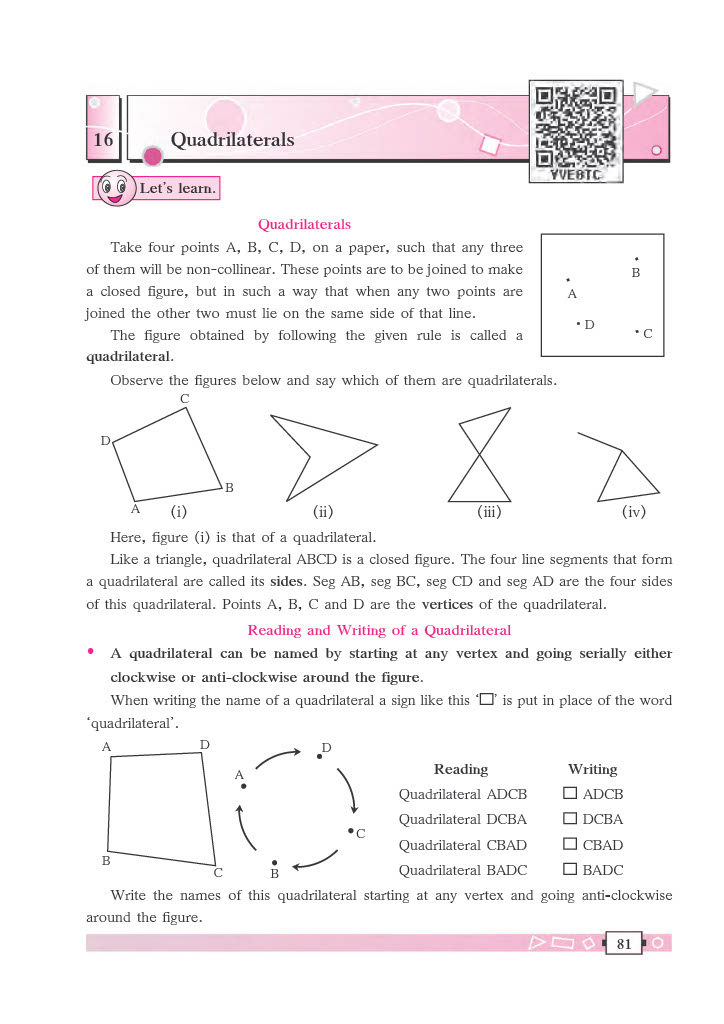 16
Quadrilaterals
YVE8TC
Let's learn.
Quadrilaterals
Take four points A, B, C, D, on a paper, such that any three
of them will be non-collinear. These points are to be joined to make
a closed figure, but in such a way that when any two points are
joined the other two must lie on the same side of that line.
The figure obtained by following the given rule is called a
quadrilateral.
B
A
D
C
Observe the figures below and say which of them are quadrilaterals.
C
D
B
A
(i)
(ii)
(iii)
(iv)
Here, figure (i) is that of a quadrilateral.
Like a triangle, quadrilateral ABCD is a closed figure. The four line segments that form
a quadrilateral are called its sides. Seg AB, seg BC, seg CD and seg AD are the four sides
of this quadrilateral. Points A, B, C and D are the vertices of the quadrilateral.
Reading and Writing of a Quadrilateral
• A quadrilateral can be named by starting at any vertex and going serially either
clockwise or anti-clockwise around the figure.
When writing the name of a quadrilateral a sign like this ‘□’ is put in place of the word
‘quadrilateral’.
A
D
B
C
D
A
C
B
Reading Writing
Quadrilateral ADCB □ ADCB
Quadrilateral DCBA □ DCBA
Quadrilateral CBAD □ CBAD
Quadrilateral BADC □ BADC
Write the names of this quadrilateral starting at any vertex and going anti-clockwise
around the figure.
81